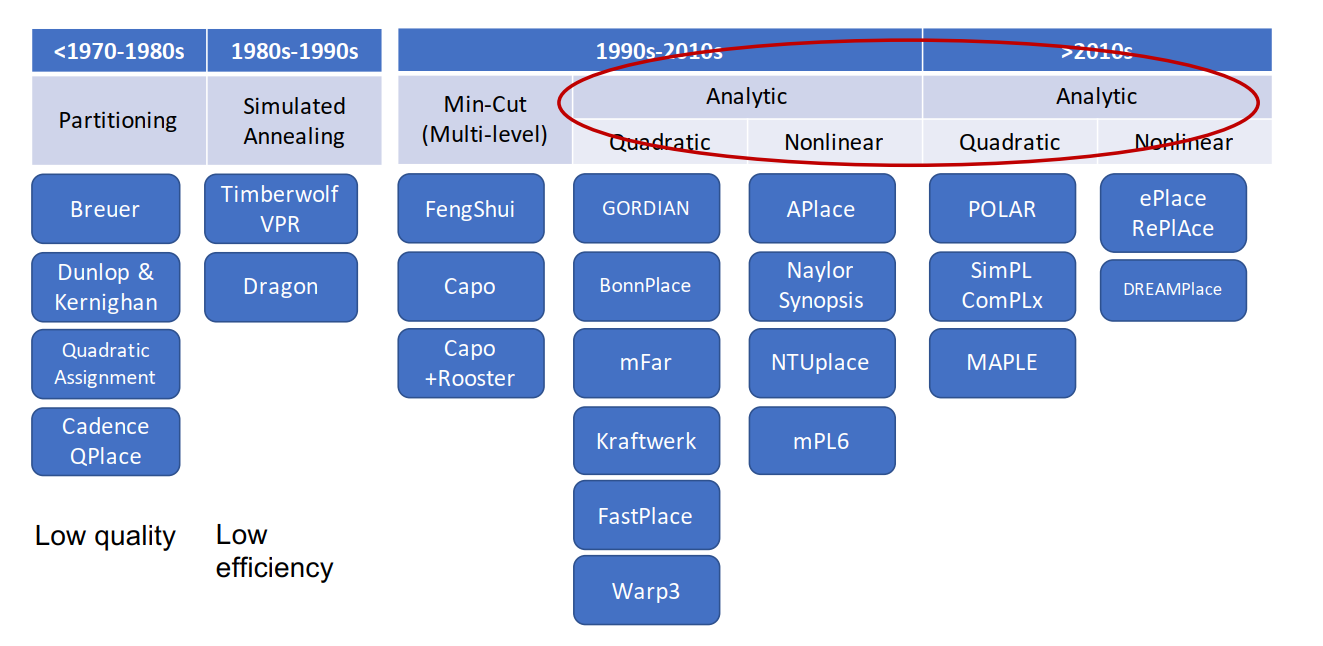 <1970-1980s
1980s-1990s
1990s-2010s
>2010s
Partitioning
Simulated
Annealing
Min-Cut
(Multi-level)
Analytic
Analytic
Quadratic
Nonlinear
Quadratic
Nonlinear
Breuer
Dunlop &
Kernighan
Quadratic
Assignment
Cadence
QPlace
Low quality
Timberwolf
VPR
Dragon
Low
efficiency
FengShui
Capo
Capo
+Rooster
GORDIAN
BonnPlace
mFar
Kraftwerk
FastPlace
Warp3
APlace
Naylor
Synopsis
NTUplace
mPL6
POLAR
SimPL
ComPLx
MAPLE
ePlace
RePlAce
DREAMPlace